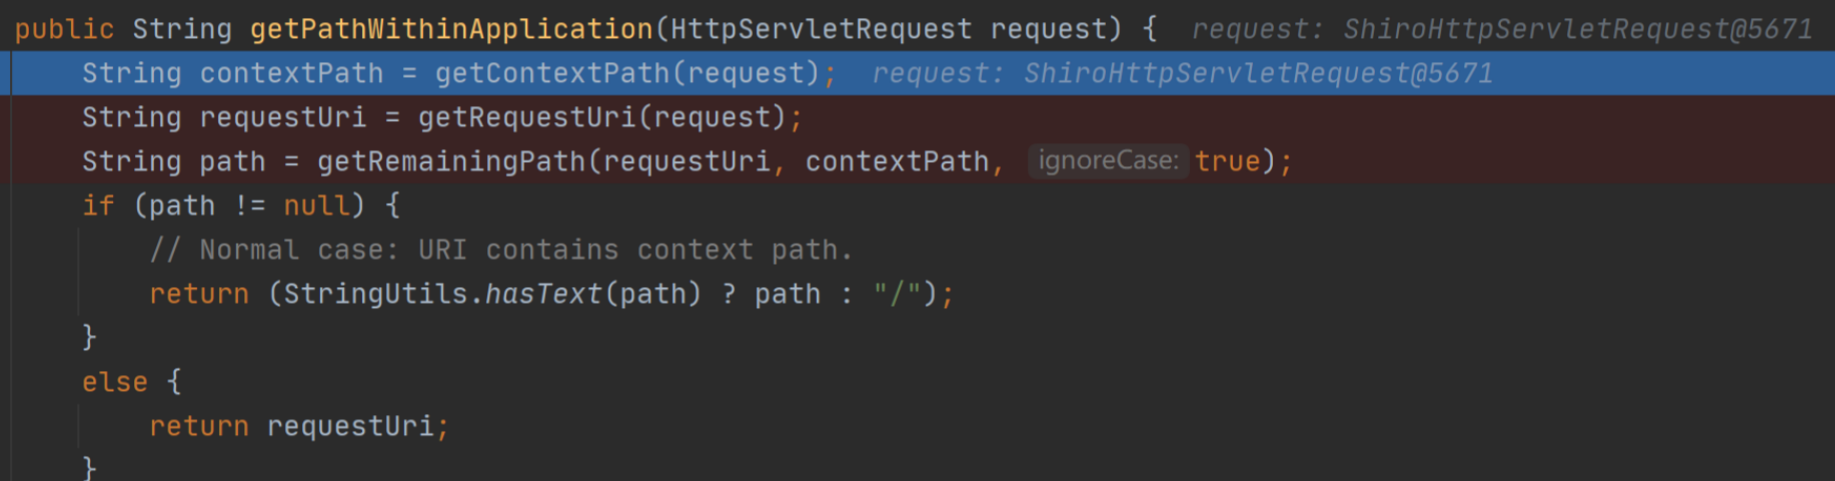 public String getPathWithinApplication(HttpServletRequest request) { request: ShiroHttpServletRequest@5671
String contextPath = getContextPath(request); request: ShiroHttpServletRequest@5671
String requestUri = getRequestUri(request);
String path = getRemainingPath(requestUri, contextPath, ignoreCase: true);
if (path != null) {
// Normal case: URI contains context path.
return (StringUtils.hasText(path) ? path : "/");
}
else {
return requestUri;
}